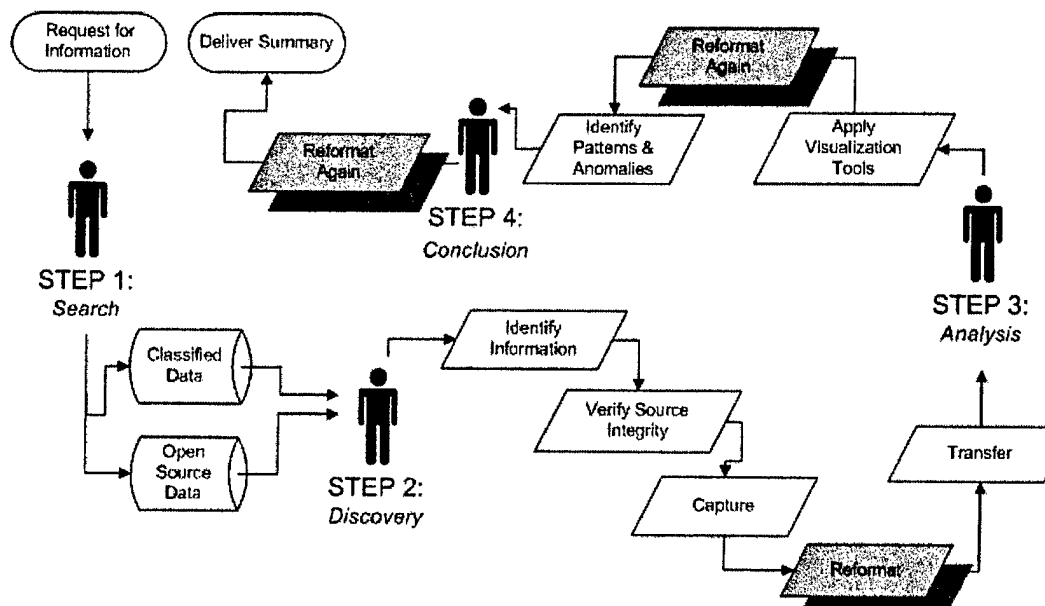 Request for
Information
STEP 1:
Search
Classified
Data
Open
Source
Data
STEP 2:
Discovery
Identify
Information
Verify Source
Integrity
Capture
Reformat
Transfer
STEP 3:
Analysis
Apply
Visualization
Tools
Reformat
Again
Identify
Patterns &
Anomalies
STEP 4:
Conclusion
Reformat
Again
Deliver Summary